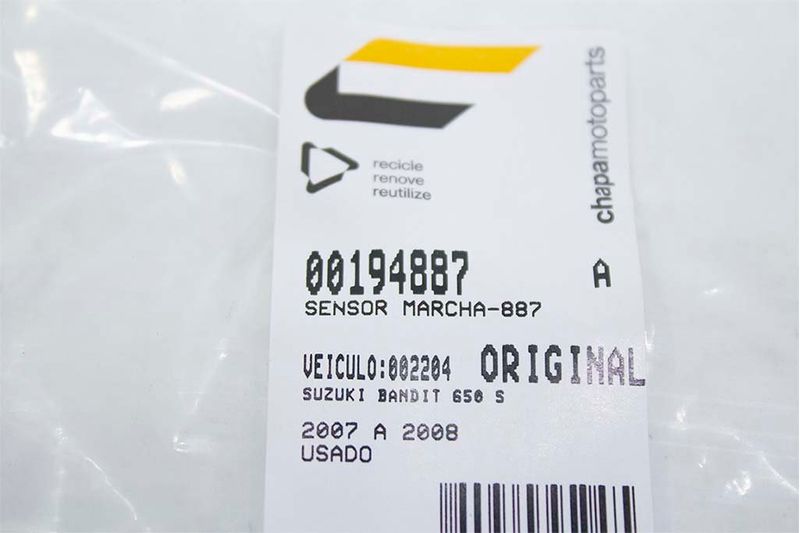 chapamotoparts
recicle
renove
reutilize
00194887 A
SENSOR MARCHA-887
VEICULO:002204 ORIGINAL
SUZUKI BANDIT 650 S
2007 A 2008
USADO